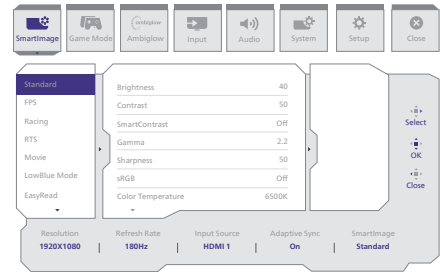 ambiglow
SmartImage Game Mode Ambiglow Input Audio System Setup Close
Standard
FPS
Racing
RTS
Movie
LowBlue Mode
EasyRead
Brightness 40
Contrast 50
SmartContrast Off
Gamma 2.2
Sharpness 50
sRGB Off
Color Temperature 6500K
Select
OK
Close
Resolution Refresh Rate Input Source Adaptive Sync SmartImage
1920X1080 | 180Hz | HDMI 1 | On | Standard